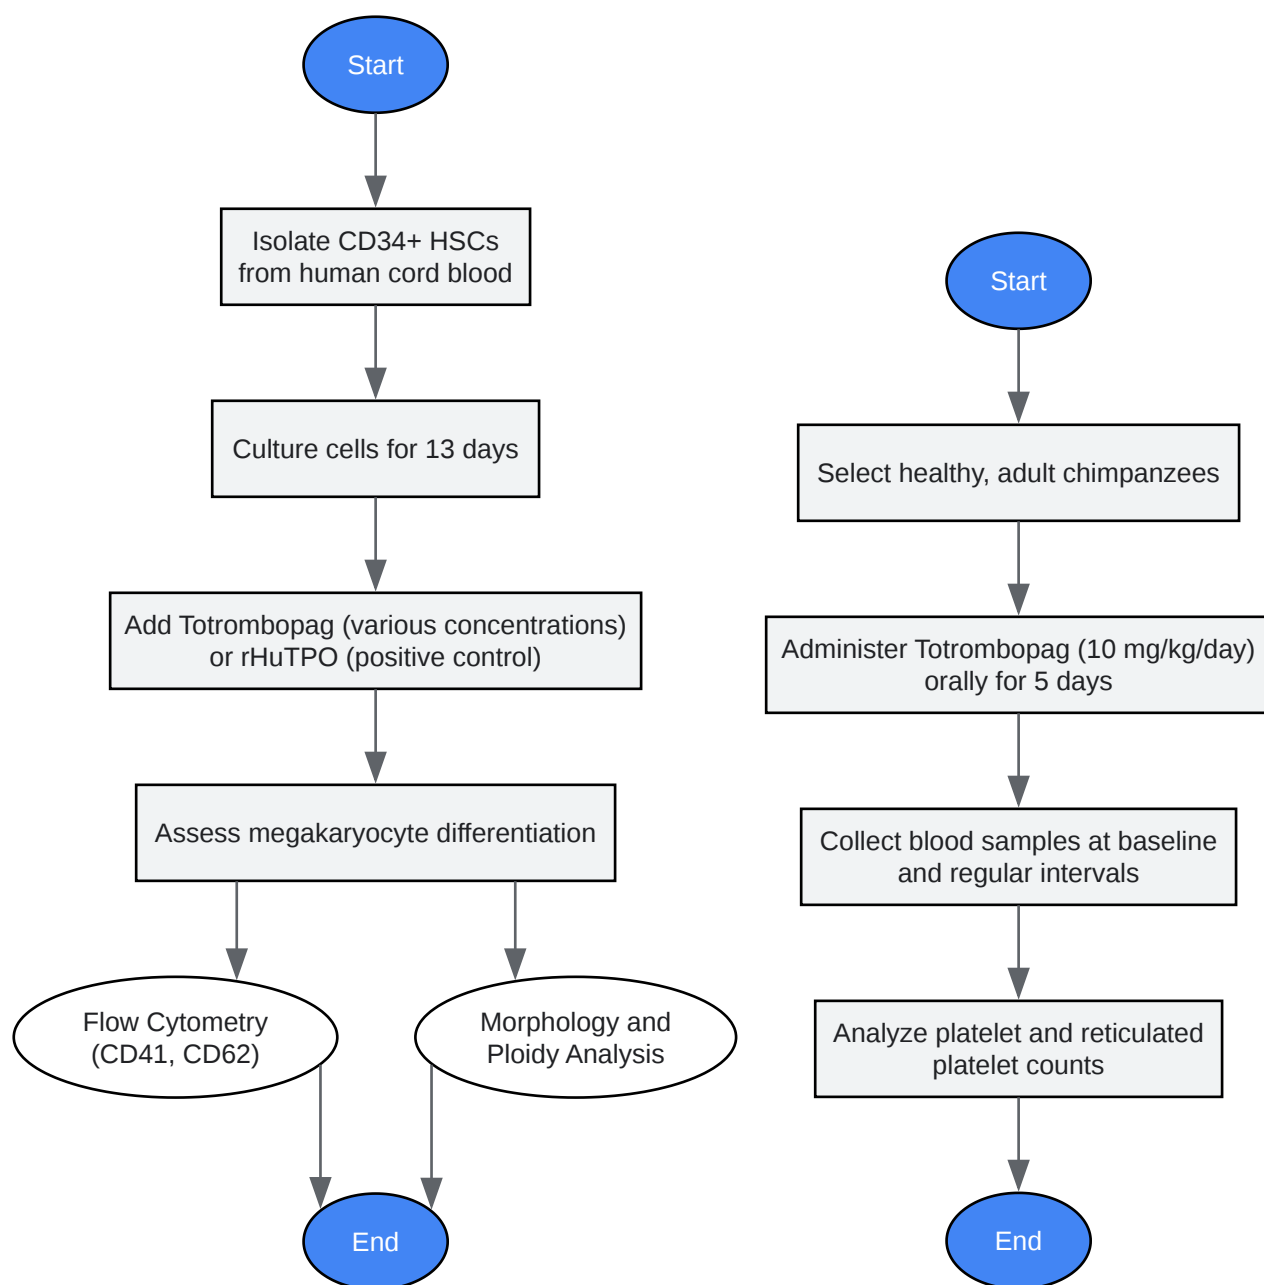 Start
Isolate CD34+ HSCs
from human cord blood
Culture cells for 13 days
Add Totrombopag (various concentrations)
or rHuTPO (positive control)
Assess megakaryocyte differentiation
Flow Cytometry
(CD41, CD62)
Morphology and
Ploidy Analysis
End
Start
Select healthy, adult chimpanzees
Administer Totrombopag (10 mg/kg/day)
orally for 5 days
Collect blood samples at baseline
and regular intervals
Analyze platelet and reticulated
platelet counts
End